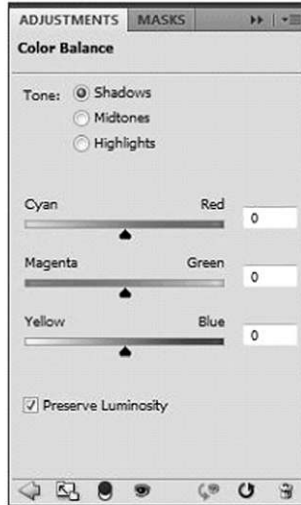 ADJUSTMENTS MASKS
Color Balance
Tone: Shadows
Midtones
Highlights
Cyan Red 0
Magenta Green 0
Yellow Blue 0
Preserve Luminosity